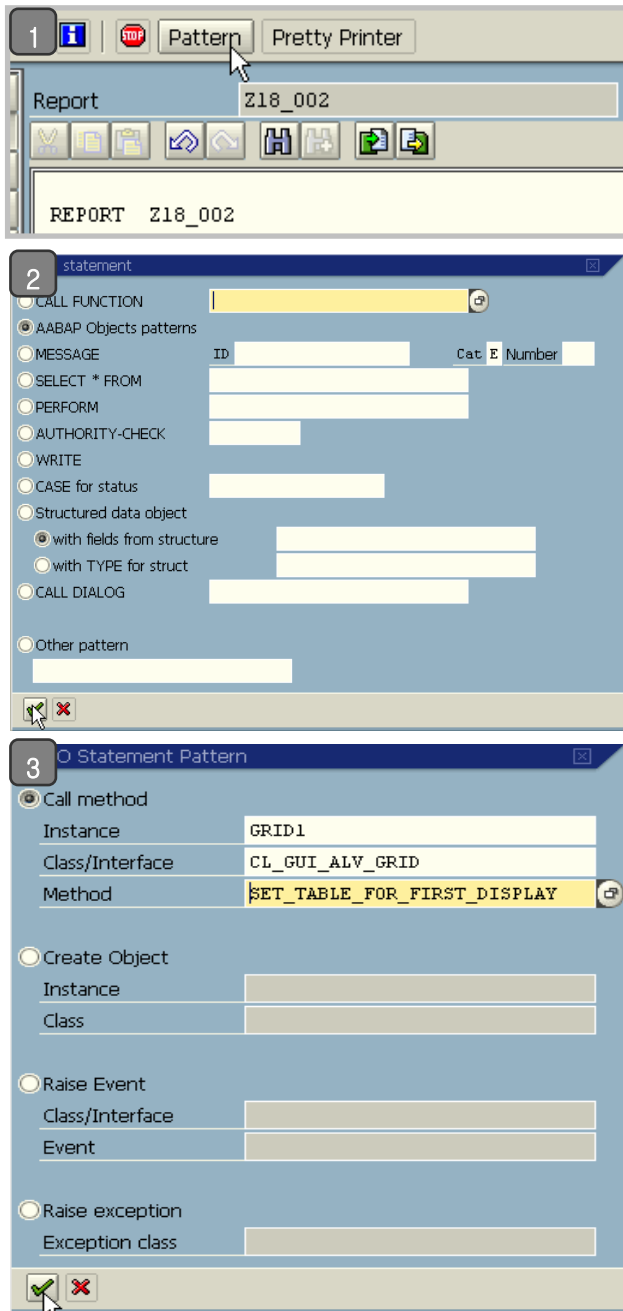 1
STOP
Pattern
Pretty Printer
Report Z18_002
REPORT Z18_002
2
statement
CALL FUNCTION
AABAP Objects patterns
MESSAGE ID Cat E Number
SELECT * FROM
PERFORM
AUTHORITY-CHECK
WRITE
CASE for status
Structured data object
with fields from structure
with TYPE for struct
CALL DIALOG
Other pattern
3
O Statement Pattern
Call method
Instance GRID1
Class/Interface CL_GUI_ALV_GRID
Method SET_TABLE_FOR_FIRST_DISPLAY
Create Object
Instance
Class
Raise Event
Class/Interface
Event
Raise exception
Exception class